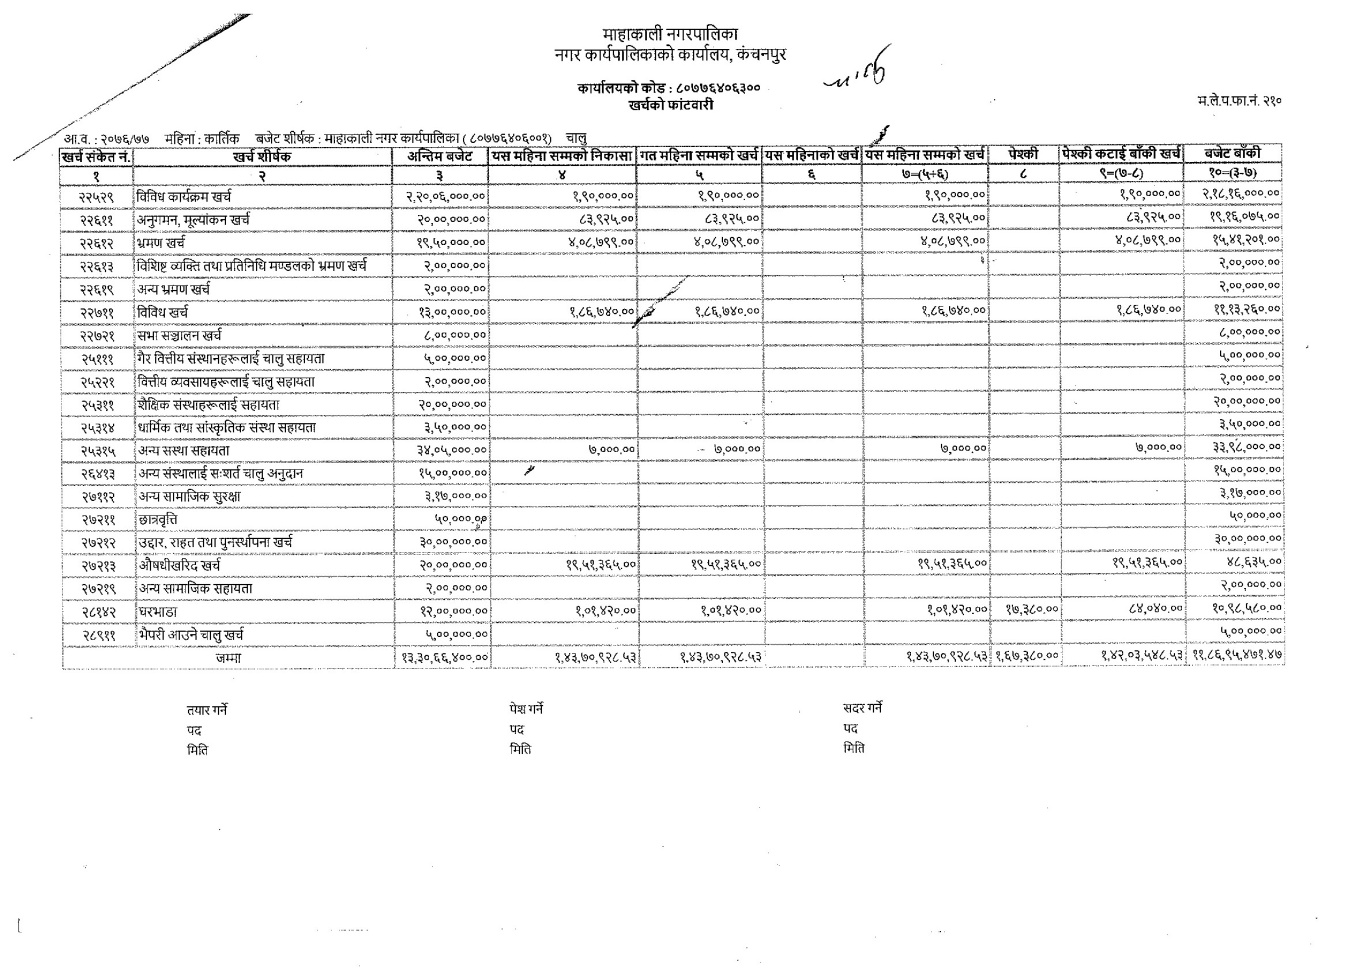 माहाकाली नगरपालिका
नगर कार्यपालिकाको कार्यालय, कंचनपुर
कार्यालयको कोड : ८०७७६४०६३००
खर्चको फांटवारी
म.ले.प.फा.नं. २१०
आ.व. : २०७६/७७ महिना : कार्तिक बजेट शीर्षक : माहाकाली नगर कार्यपालिका ( ८०७७६४०६००१) चालु
खर्च संकेत नं. खर्च शीर्षक अन्तिम बजेट यस महिना सम्मको निकासा गत महिना सम्मको खर्च यस महिनाको खर्च यस महिना सम्मको खर्च पेश्की पेश्की कटाई बाँकी खर्च बजेट बाँकी
१ २ ३ ४ ५ ६ ७=(५+६) ८ ९=(७-८) १०=(३-७)
२२५२९ विविध कार्यक्रम खर्च २,२०,०६,०००.०० १,९०,०००.०० १,९०,०००.०० १,९०,०००.०० १,९०,०००.०० २,१८,१६,०००.००
२२६११ अनुगमन, मूल्यांकन खर्च २०,००,०००.०० ८३,९२५.०० ८३,९२५.०० ८३,९२५.०० ८३,९२५.०० १९,१६,०७५.००
२२६१२ भ्रमण खर्च १९,५०,०००.०० ४,०८,७९९.०० ४,०८,७९९.०० ४,०८,७९९.०० ४,०८,७९९.०० १५,४१,२०१.००
२२६१३ विशिष्ट व्यक्ति तथा प्रतिनिधि मण्डलको भ्रमण खर्च २,००,०००.०० २,००,०००.००
२२६१९ अन्य भ्रमण खर्च २,००,०००.०० २,००,०००.००
२२७११ विविध खर्च १३,००,०००.०० १,८६,७४०.०० १,८६,७४०.०० १,८६,७४०.०० १,८६,७४०.०० ११,१३,२६०.००
२२७२१ सभा सञ्चालन खर्च ८,००,०००.०० ८,००,०००.००
२५१११ गैर वित्तीय संस्थानहरूलाई चालु सहायता ५,००,०००.०० ५,००,०००.००
२५२२१ वित्तीय व्यवसायहरूलाई चालु सहायता २,००,०००.०० २,००,०००.००
२५३११ शैक्षिक संस्थाहरूलाई सहायता २०,००,०००.०० २०,००,०००.००
२५३१४ धार्मिक तथा सांस्कृतिक संस्था सहायता ३,५०,०००.०० ३,५०,०००.००
२५३१५ अन्य सस्था सहायता ३४,०५,०००.०० ७,०००.०० ७,०००.०० ७,०००.०० ७,०००.०० ३३,९८,०००.००
२६४१३ अन्य संस्थालाई सःशर्त चालु अनुदान १५,००,०००.०० १५,००,०००.००
२७११२ अन्य सामाजिक सुरक्षा ३,१७,०००.०० ३,१७,०००.००
२७२११ छात्रवृत्ति ५०,०००.०० ५०,०००.००
२७२१२ उद्दार, राहत तथा पुनर्स्थापना खर्च ३०,००,०००.०० ३०,००,०००.००
२७२१३ औषधीखरिद खर्च २०,००,०००.०० १९,५१,३६५.०० १९,५१,३६५.०० १९,५१,३६५.०० १९,५१,३६५.०० ४८,६३५.००
२७२१९ अन्य सामाजिक सहायता २,००,०००.०० २,००,०००.००
२८१४२ घरभाडा १२,००,०००.०० १,०१,४२०.०० १,०१,४२०.०० १,०१,४२०.०० १७,३८०.०० ८४,०४०.०० १०,९८,५८०.००
२८९११ भैपरी आउने चालु खर्च ५,००,०००.०० ५,००,०००.००
जम्मा १३,३०,६६,४००.०० १,४३,७०,९२८.५३ १,४३,७०,९२८.५३ १,४३,७०,९२८.५३ १,६७,३८०.०० १,४२,०३,५४८.५३ ११,८६,९५,४७१.४७
तयार गर्ने पेश गर्ने सदर गर्ने
पद पद पद
मिति मिति मिति